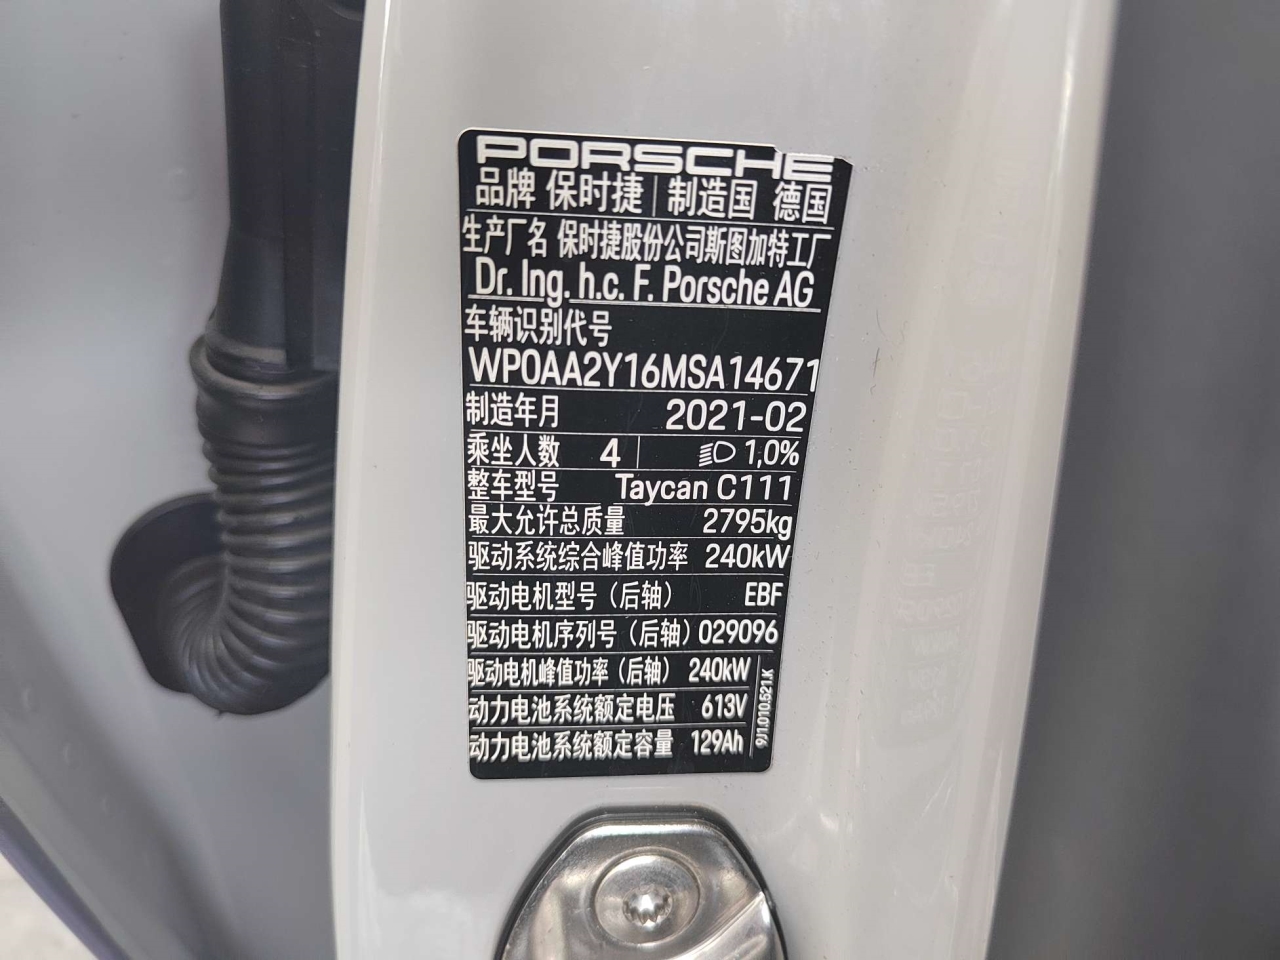 PORSCHE
品牌 保时捷 制造国 德国
生产厂名 保时捷股份公司斯图加特工厂
Dr. Ing. h.c. F. Porsche AG
车辆识别代号
WP0AA2Y16MSA14671
制造年月 2021-02
乘坐人数 4 1,0%
整车型号 Taycan C111
最大允许总质量 2795kg
驱动系统综合峰值功率 240kW
驱动电机型号（后轴） EBF
驱动电机序列号（后轴） 029096
驱动电机峰值功率（后轴） 240kW
动力电池系统额定电压 613V
动力电池系统额定容量 129Ah
9J1.010.621.K